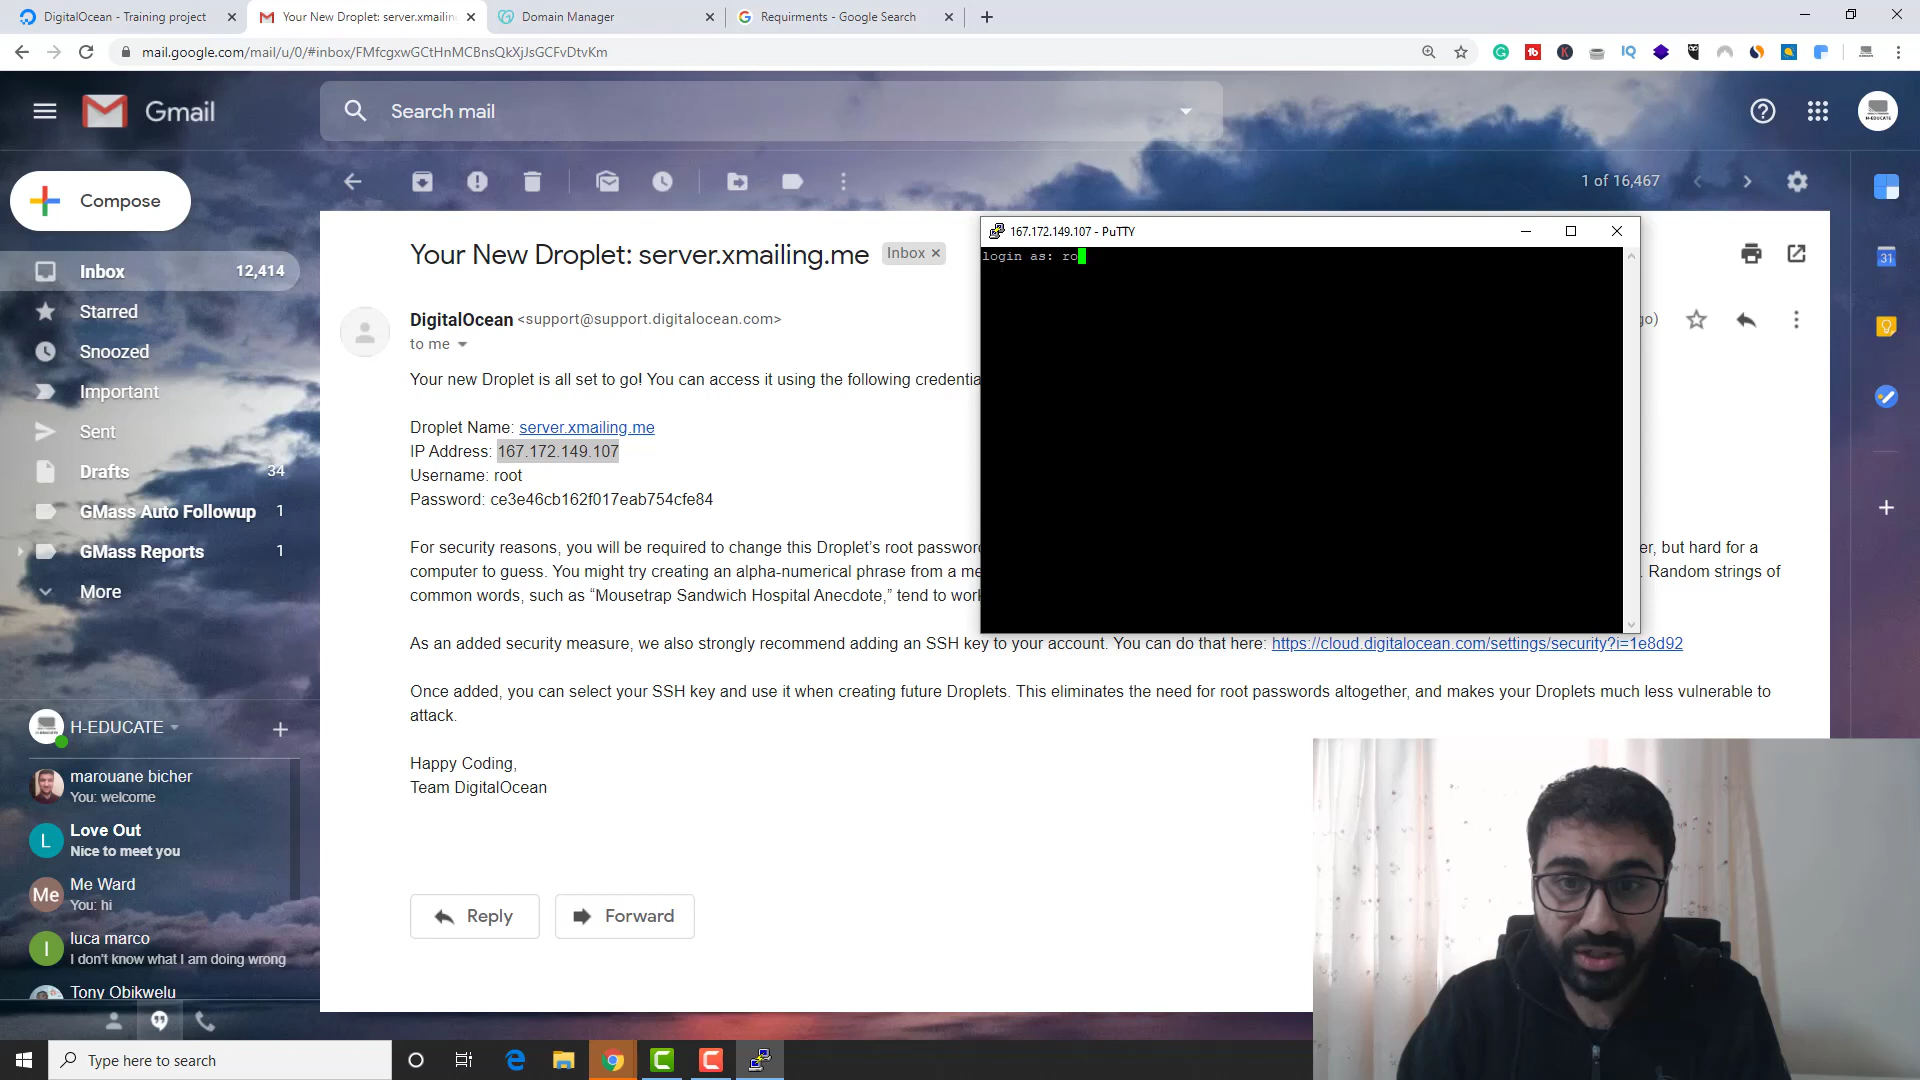 DigitalOcean - Training project
Your New Droplet: server.xmailin
Domain Manager
Requirments - Google Search
mail.google.com/mail/u/0/#inbox/FMfcgxwGCtHnMCBnsQkXjJsGCFvDtvKm
Gmail
Search mail
H-EDUCATE
Compose
1 of 16,467
Inbox 12,414
Starred
Snoozed
Important
Sent
Drafts 34
GMass Auto Followup 1
GMass Reports 1
More
Your New Droplet: server.xmailing.me Inbox
DigitalOcean <support@support.digitalocean.com>
go)
to me
Your new Droplet is all set to go! You can access it using the following credentia
Droplet Name: server.xmailing.me
IP Address: 167.172.149.107
Username: root
Password: ce3e46cb162f017eab754cfe84
For security reasons, you will be required to change this Droplet's root password er, but hard for a
computer to guess. You might try creating an alpha-numerical phrase from a me . Random strings of
common words, such as “Mousetrap Sandwich Hospital Anecdote,” tend to work
As an added security measure, we also strongly recommend adding an SSH key to your account. You can do that here: https://cloud.digitalocean.com/settings/security?i=1e8d92
Once added, you can select your SSH key and use it when creating future Droplets. This eliminates the need for root passwords altogether, and makes your Droplets much less vulnerable to
attack.
Happy Coding,
Team DigitalOcean
Reply
Forward
167.172.149.107 - PuTTY
login as: ro
31
H-EDUCATE
marouane bicher
You: welcome
L
Love Out
Nice to meet you
Me
Me Ward
You: hi
l
luca marco
I don't know what I am doing wrong
Tony Obikwelu
Type here to search